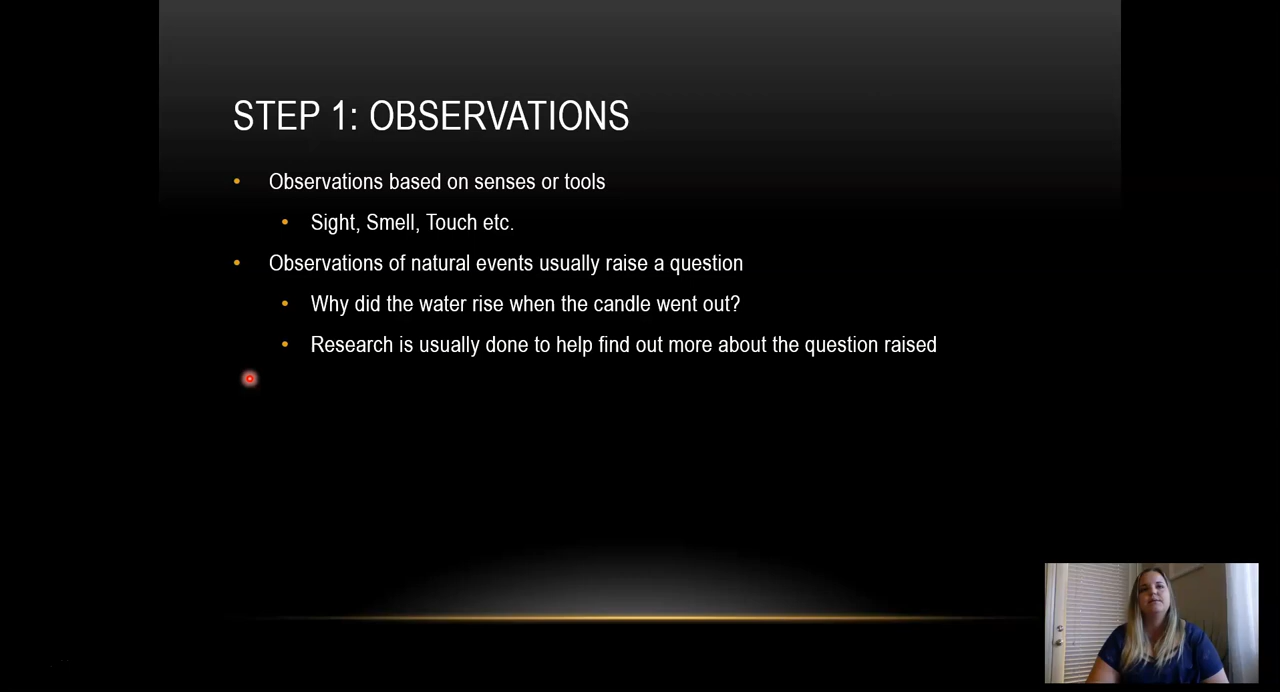 STEP 1: OBSERVATIONS
Observations based on senses or tools
Sight, Smell, Touch etc.
Observations of natural events usually raise a question
Why did the water rise when the candle went out?
Research is usually done to help find out more about the question raised